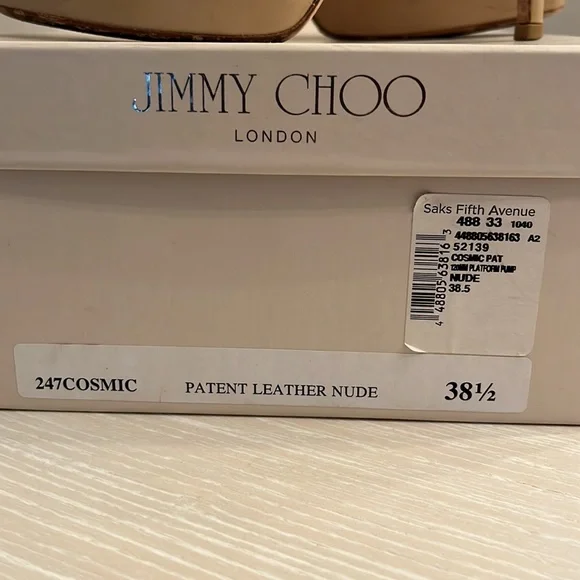 JIMMY CHOO
LONDON
Saks Fifth Avenue
488 33 1040
448805638163 A2
52139
COSMIC PAT
120MM PLATFORM PUMP
NUDE
38.5
4 48805 63816 3
247COSMIC PATENT LEATHER NUDE 38½